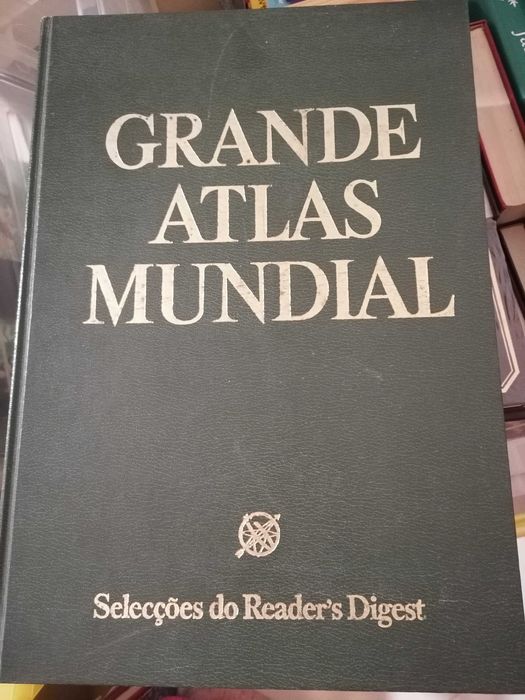 GRANDE
ATLAS
MUNDIAL
Selecções do Reader's Digest